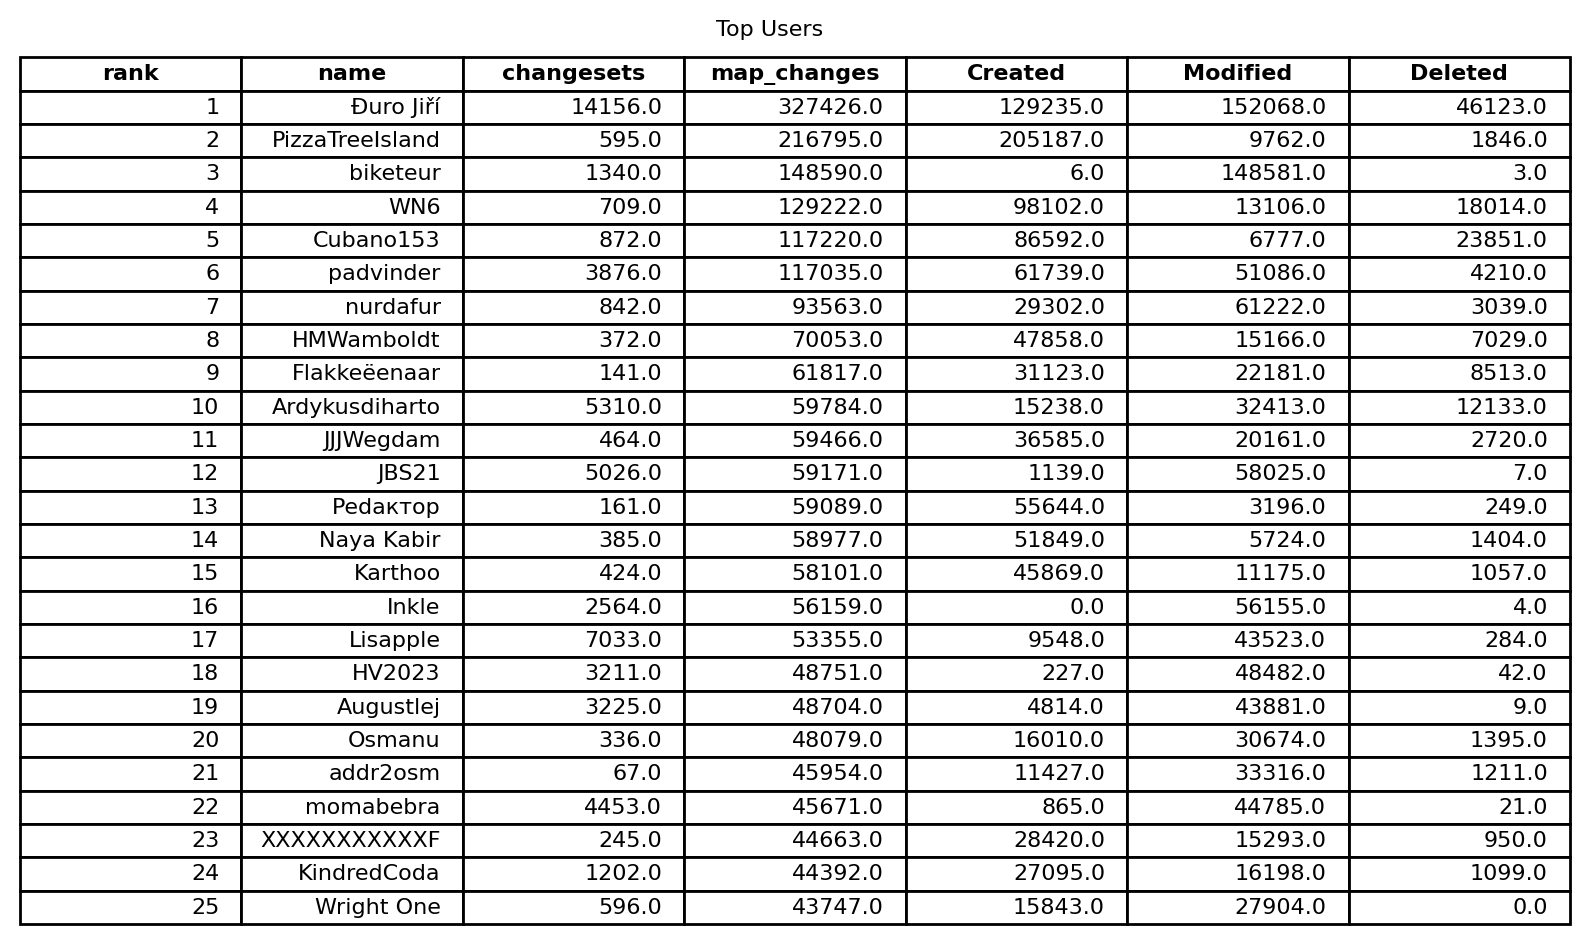 Top Users
rank name changesets map_changes Created Modified Deleted
1 Đuro Jiří 14156.0 327426.0 129235.0 152068.0 46123.0
2 PizzaTreeIsland 595.0 216795.0 205187.0 9762.0 1846.0
3 biketeur 1340.0 148590.0 6.0 148581.0 3.0
4 WN6 709.0 129222.0 98102.0 13106.0 18014.0
5 Cubano153 872.0 117220.0 86592.0 6777.0 23851.0
6 padvinder 3876.0 117035.0 61739.0 51086.0 4210.0
7 nurdafur 842.0 93563.0 29302.0 61222.0 3039.0
8 HMWamboldt 372.0 70053.0 47858.0 15166.0 7029.0
9 Flakkeëenaar 141.0 61817.0 31123.0 22181.0 8513.0
10 Ardykusdiharto 5310.0 59784.0 15238.0 32413.0 12133.0
11 JJJWegdam 464.0 59466.0 36585.0 20161.0 2720.0
12 JBS21 5026.0 59171.0 1139.0 58025.0 7.0
13 Pedaктор 161.0 59089.0 55644.0 3196.0 249.0
14 Naya Kabir 385.0 58977.0 51849.0 5724.0 1404.0
15 Karthoo 424.0 58101.0 45869.0 11175.0 1057.0
16 Inkle 2564.0 56159.0 0.0 56155.0 4.0
17 Lisapple 7033.0 53355.0 9548.0 43523.0 284.0
18 HV2023 3211.0 48751.0 227.0 48482.0 42.0
19 Augustlej 3225.0 48704.0 4814.0 43881.0 9.0
20 Osmanu 336.0 48079.0 16010.0 30674.0 1395.0
21 addr2osm 67.0 45954.0 11427.0 33316.0 1211.0
22 momabebra 4453.0 45671.0 865.0 44785.0 21.0
23 XXXXXXXXXXXF 245.0 44663.0 28420.0 15293.0 950.0
24 KindredCoda 1202.0 44392.0 27095.0 16198.0 1099.0
25 Wright One 596.0 43747.0 15843.0 27904.0 0.0